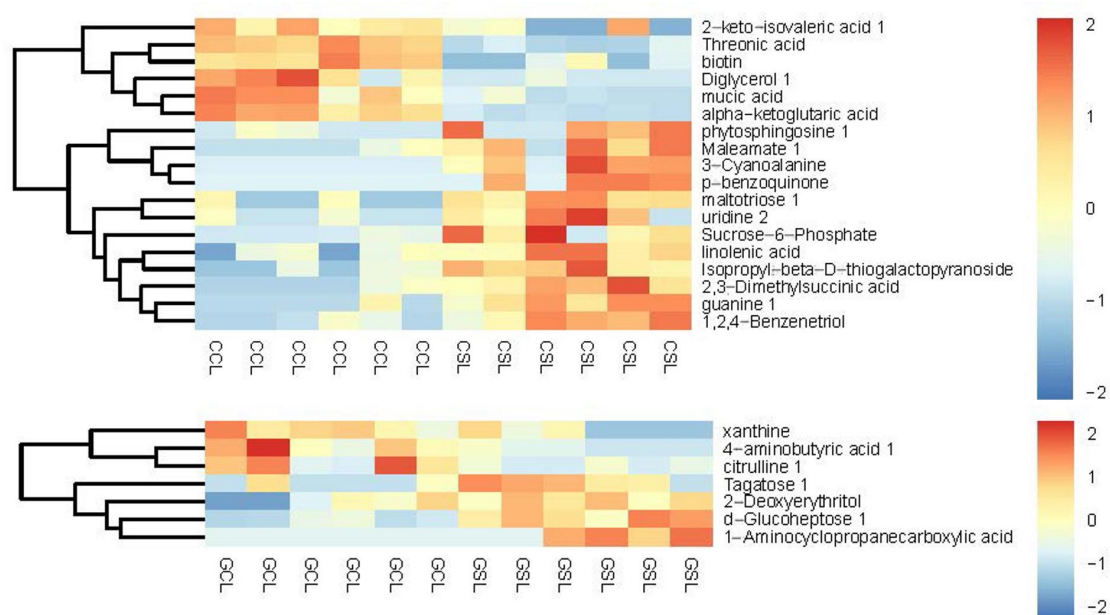 2−keto−isovaleric acid 1
Threonic acid
biotin
Diglycerol 1
mucic acid
alpha−ketoglutaric acid
phytosphingosine 1
Maleamate 1
3−Cyanoalanine
p−benzoquinone
maltotriose 1
uridine 2
Sucrose−6−Phosphate
linolenic acid
Isopropyl−beta−D−thiogalactopyranoside
2,3−Dimethylsuccinic acid
guanine 1
1,2,4−Benzenetriol
CCL CCL CCL CCL CCL CCL CSL CSL CSL CSL CSL CSL
2
1
0
−1
−2
xanthine
4−aminobutyric acid 1
citrulline 1
Tagatose 1
2−Deoxyerythritol
d−Glucoheptose 1
1−Aminocyclopropanecarboxylic acid
GCL GCL GCL GCL GCL GCL GSL GSL GSL GSL GSL GSL
2
1
0
−1
−2